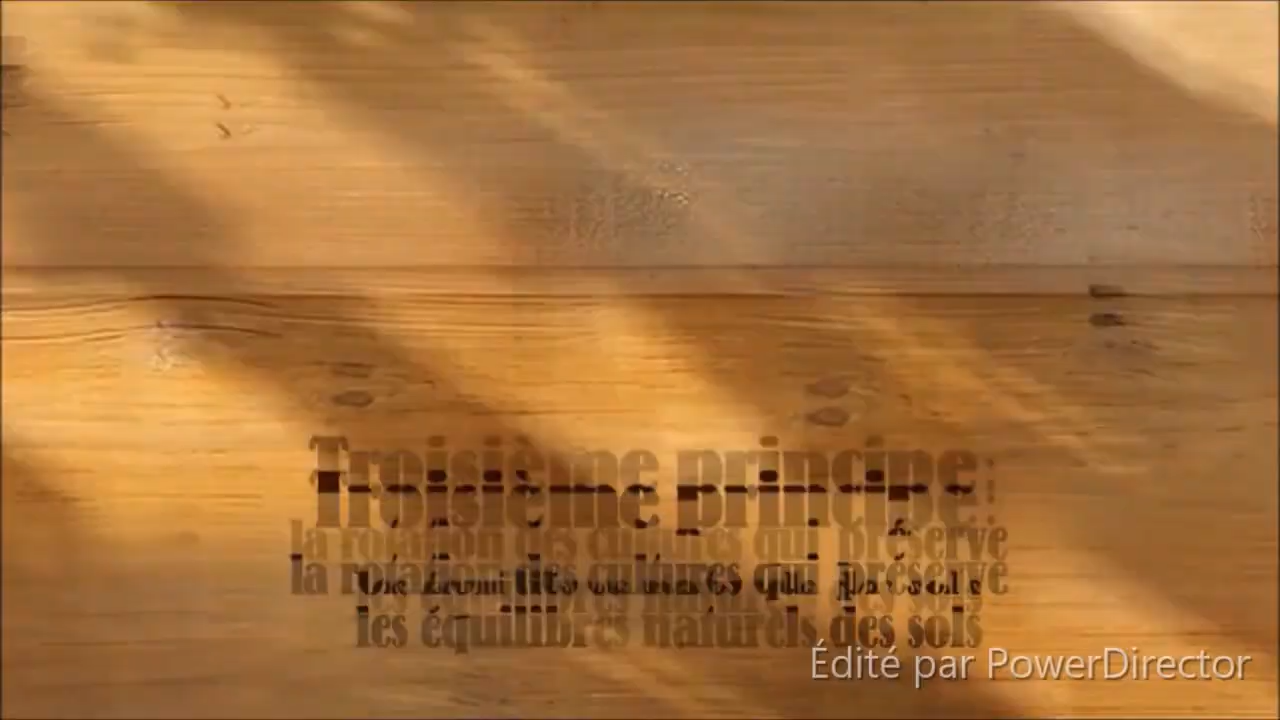 Troisième principe :
la rotation des cultures qui préserve
les équilibres naturels des sols
Édité par PowerDirector